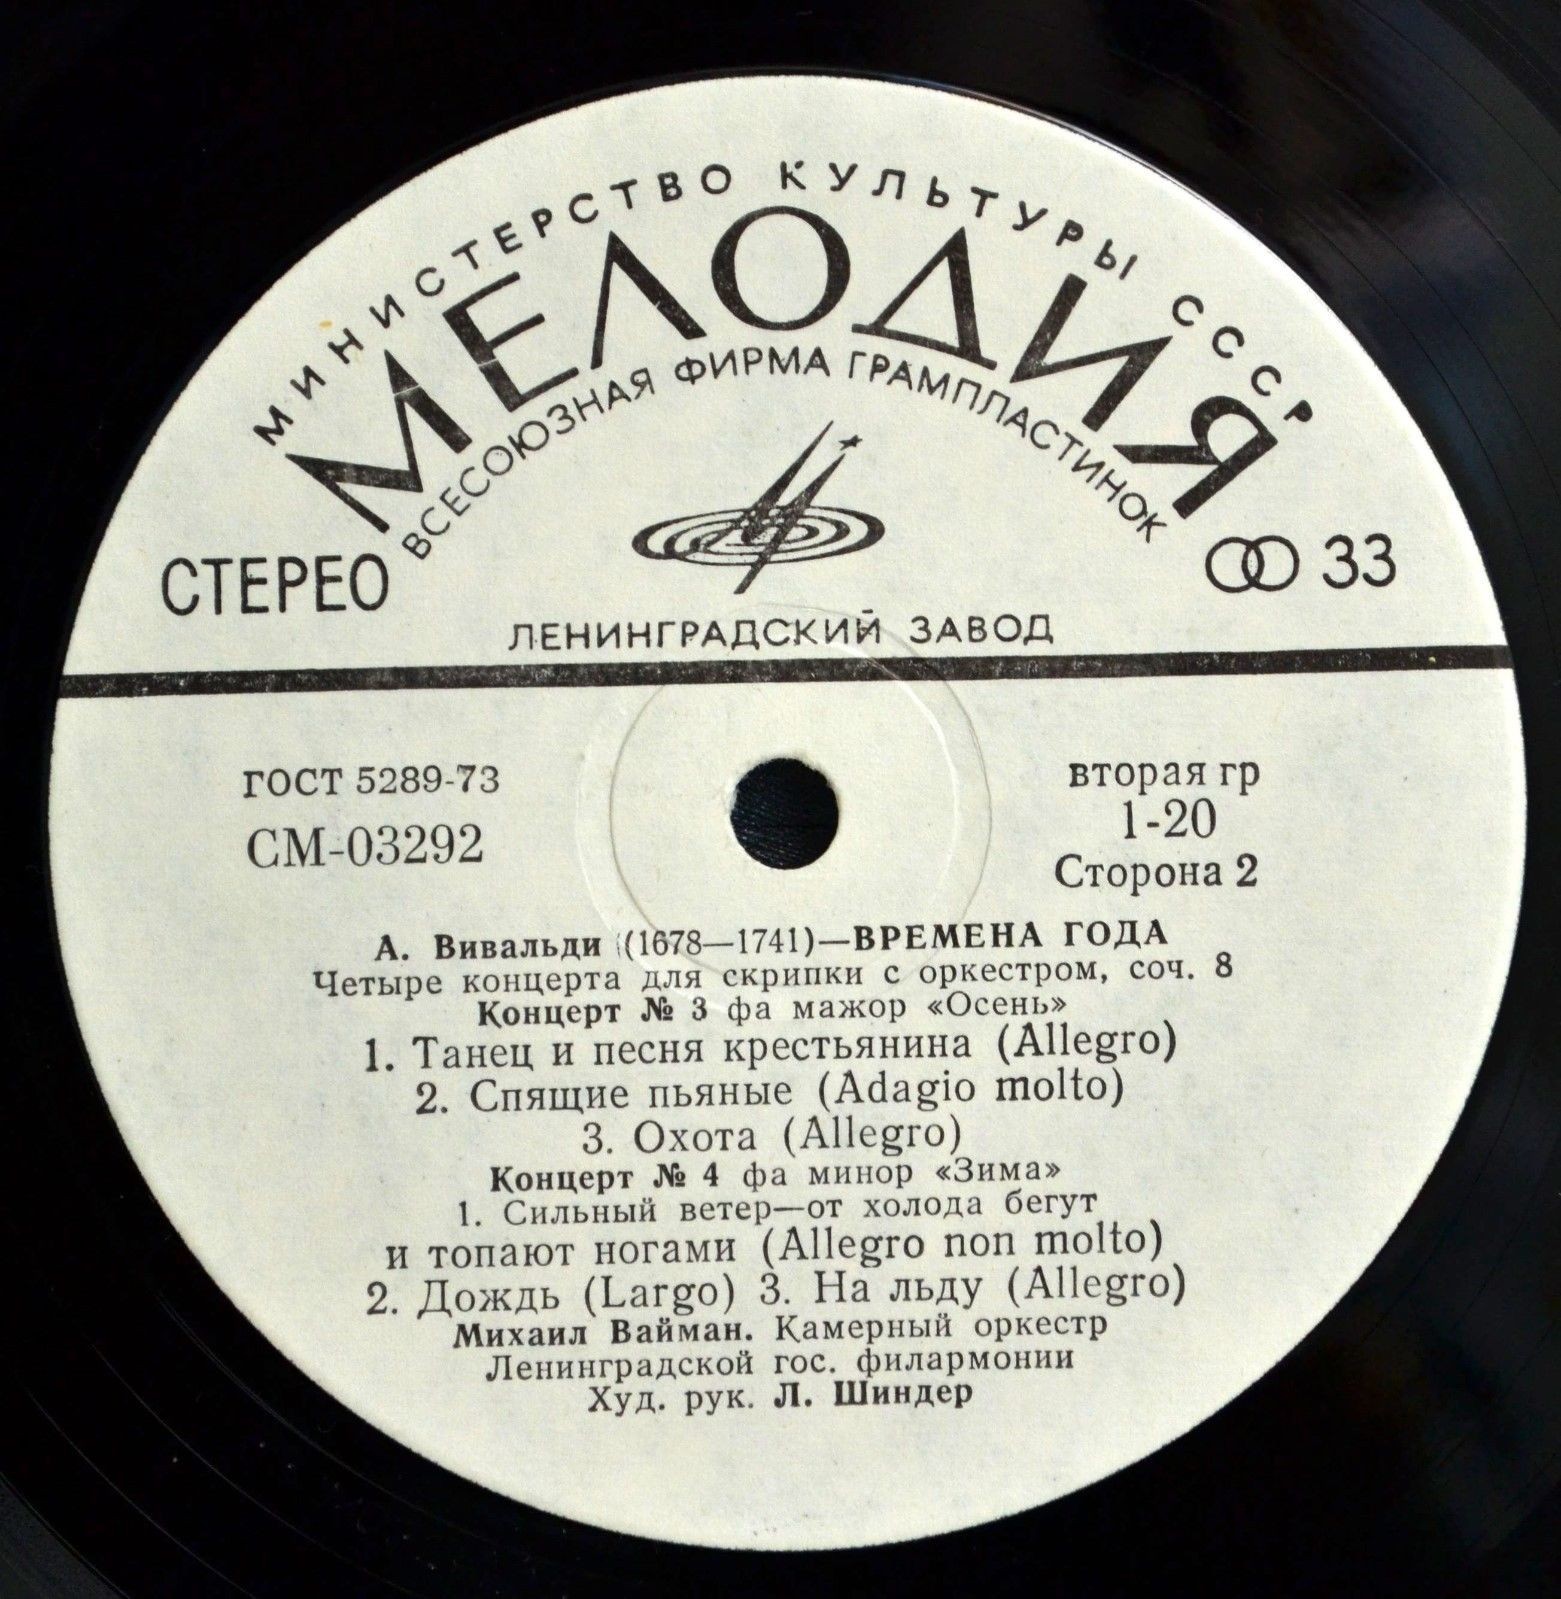 МИНИСТЕРСТВО КУЛЬТУРЫ СССР
МЕЛОДИЯ
ВСЕСОЮЗНАЯ ФИРМА ГРАМПЛАСТИНОК
СТЕРЕО
33
ЛЕНИНГРАДСКИЙ ЗАВОД
ГОСТ 5289-73
СМ-03292
вторая гр
1-20
Сторона 2
А. Вивальди (1678—1741)—ВРЕМЕНА ГОДА
Четыре концерта для скрипки с оркестром, соч. 8
Концерт № 3 фа мажор «Осень»
1. Танец и песня крестьянина (Allegro)
2. Спящие пьяные (Adagio molto)
3. Охота (Allegro)
Концерт № 4 фа минор «Зима»
1. Сильный ветер—от холода бегут
и топают ногами (Allegro non molto)
2. Дождь (Largo) 3. На льду (Allegro)
Михаил Вайман. Камерный оркестр
Ленинградской гос. филармонии
Худ. рук. Л. Шиндер